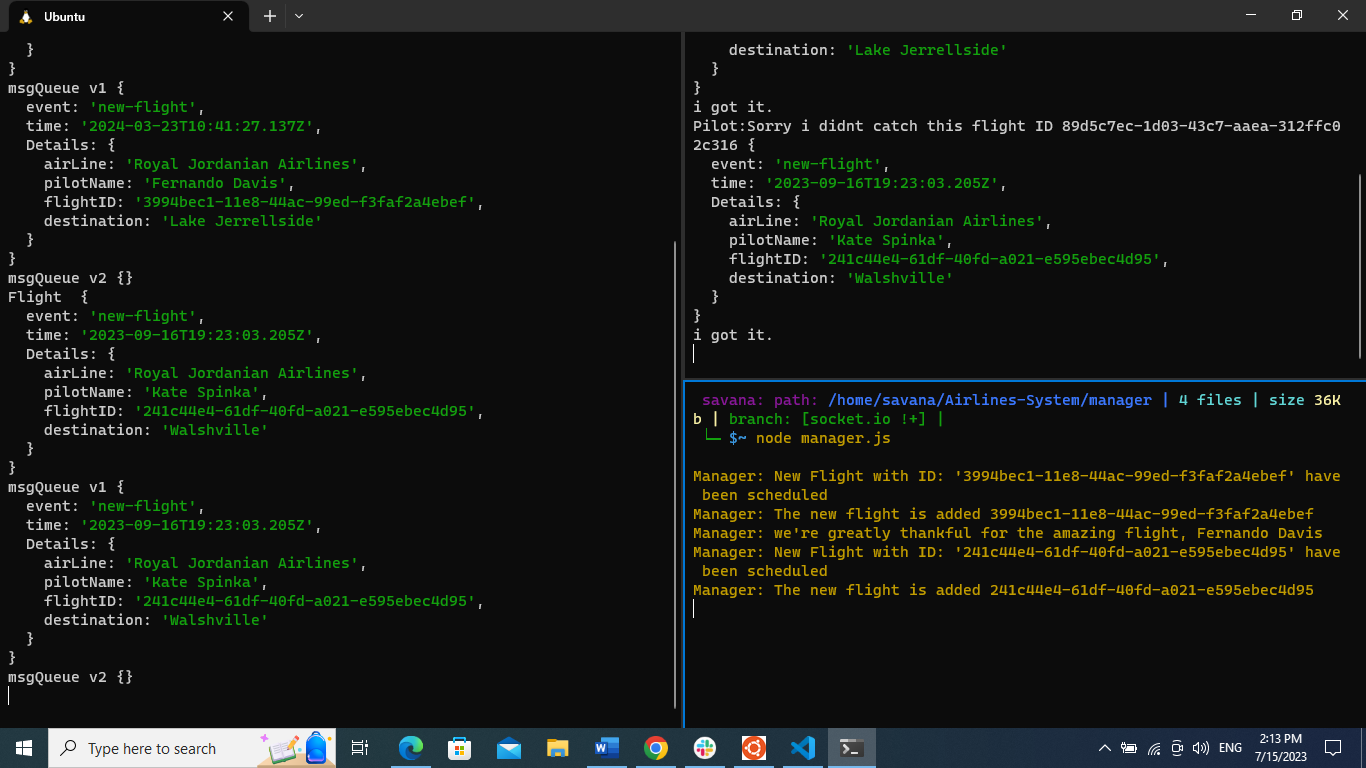 Ubuntu
}
}
msgQueue v1 {
event: 'new-flight',
time: '2024-03-23T10:41:27.137Z',
Details: {
airLine: 'Royal Jordanian Airlines',
pilotName: 'Fernando Davis',
flightID: '3994bec1-11e8-44ac-99ed-f3faf2a4ebef',
destination: 'Lake Jerrellside'
}
}
msgQueue v2 {}
Flight  {
event: 'new-flight',
time: '2023-09-16T19:23:03.205Z',
Details: {
airLine: 'Royal Jordanian Airlines',
pilotName: 'Kate Spinka',
flightID: '241c44e4-61df-40fd-a021-e595ebec4d95',
destination: 'Walshville'
}
}
msgQueue v1 {
event: 'new-flight',
time: '2023-09-16T19:23:03.205Z',
Details: {
airLine: 'Royal Jordanian Airlines',
pilotName: 'Kate Spinka',
flightID: '241c44e4-61df-40fd-a021-e595ebec4d95',
destination: 'Walshville'
}
}
msgQueue v2 {}
destination: 'Lake Jerrellside'
}
}
i got it.
Pilot:Sorry i didnt catch this flight ID 89d5c7ec-1d03-43c7-aaea-312ffc0
2c316 {
event: 'new-flight',
time: '2023-09-16T19:23:03.205Z',
Details: {
airLine: 'Royal Jordanian Airlines',
pilotName: 'Kate Spinka',
flightID: '241c44e4-61df-40fd-a021-e595ebec4d95',
destination: 'Walshville'
}
}
i got it.
savana: path: /home/savana/Airlines-System/manager | 4 files | size 36K
b | branch: [socket.io !+] |
└─ $~ node manager.js
Manager: New Flight with ID: '3994bec1-11e8-44ac-99ed-f3faf2a4ebef' have
been scheduled
Manager: The new flight is added 3994bec1-11e8-44ac-99ed-f3faf2a4ebef
Manager: we're greatly thankful for the amazing flight, Fernando Davis
Manager: New Flight with ID: '241c44e4-61df-40fd-a021-e595ebec4d95' have
been scheduled
Manager: The new flight is added 241c44e4-61df-40fd-a021-e595ebec4d95
Type here to search
ENG
2:13 PM
7/15/2023